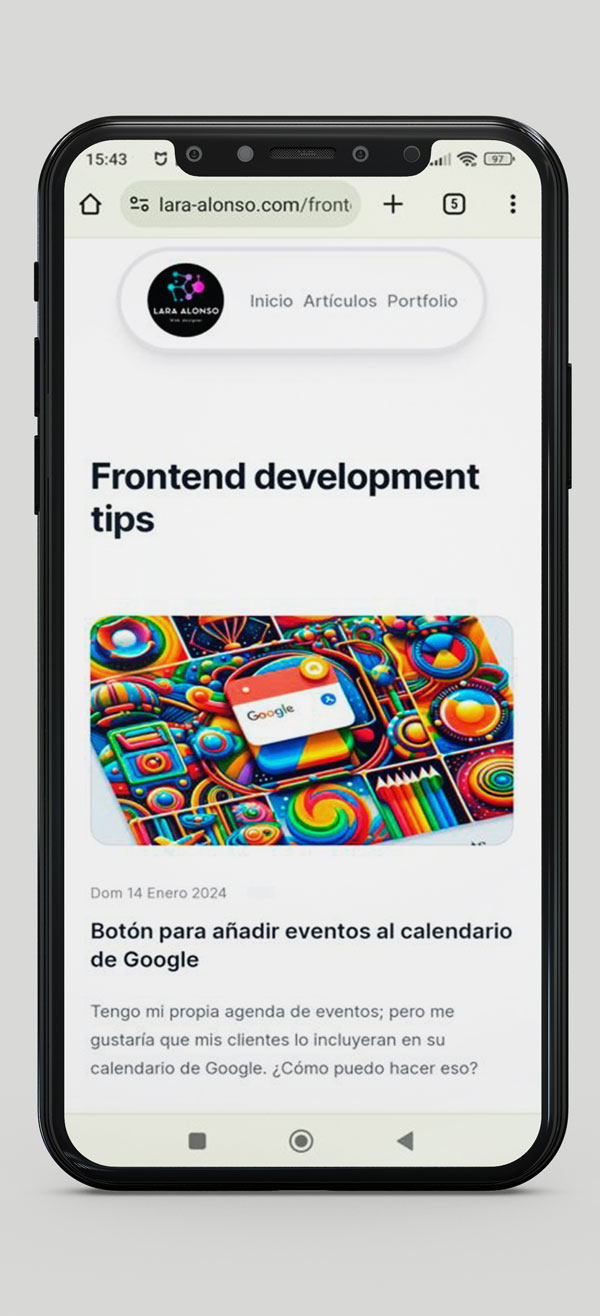 15:43
97
lara-alonso.com/front
5
LARA ALONSO
Web designer
Inicio Artículos Portfolio
Frontend development
tips
Google
Dom 14 Enero 2024
Botón para añadir eventos al calendario
de Google
Tengo mi propia agenda de eventos; pero me
gustaría que mis clientes lo incluyeran en su
calendario de Google. ¿Cómo puedo hacer eso?